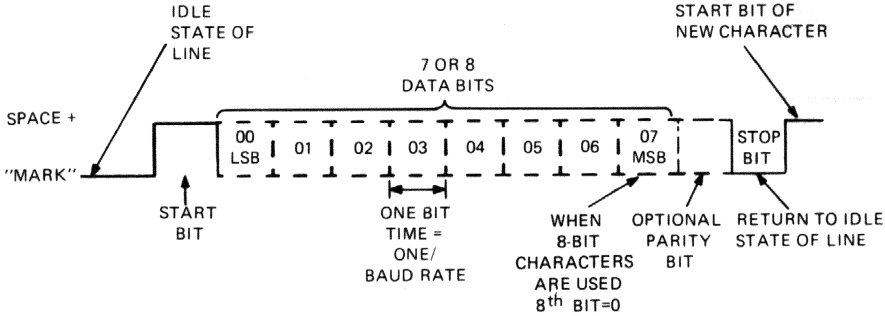 IDLE
STATE OF
LINE
START BIT OF
NEW CHARACTER
7 OR 8
DATA BITS
SPACE +
"MARK"
00
LSB
01
02
03
04
05
06
07
MSB
STOP
BIT
START
BIT
ONE BIT
TIME =
ONE/
BAUD RATE
WHEN
8-BIT
CHARACTERS
ARE USED
8th BIT=0
OPTIONAL
PARITY
BIT
RETURN TO IDLE
STATE OF LINE